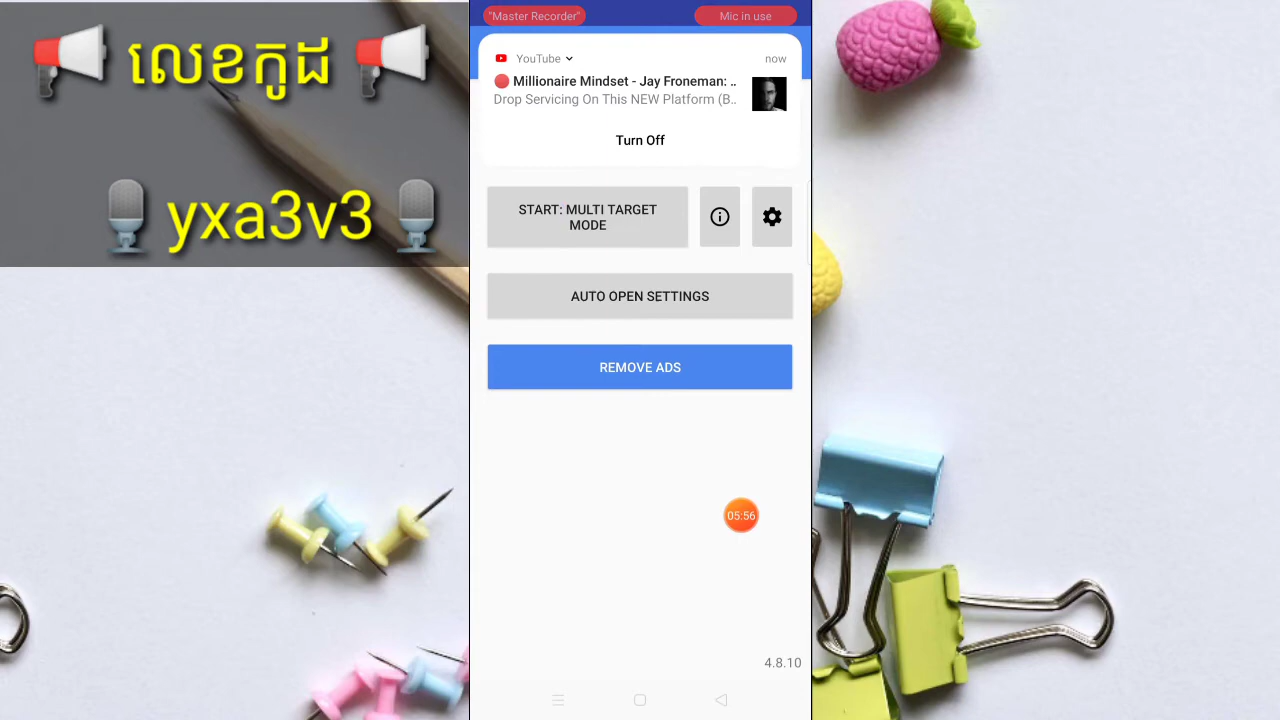 លេខកូដ
yxa3v3
"Master Recorder"
Mic in use
YouTube
now
Millionaire Mindset - Jay Froneman: ..
Drop Servicing On This NEW Platform (B..
Turn Off
START: MULTI TARGET
MODE
AUTO OPEN SETTINGS
REMOVE ADS
05:56
4.8.10